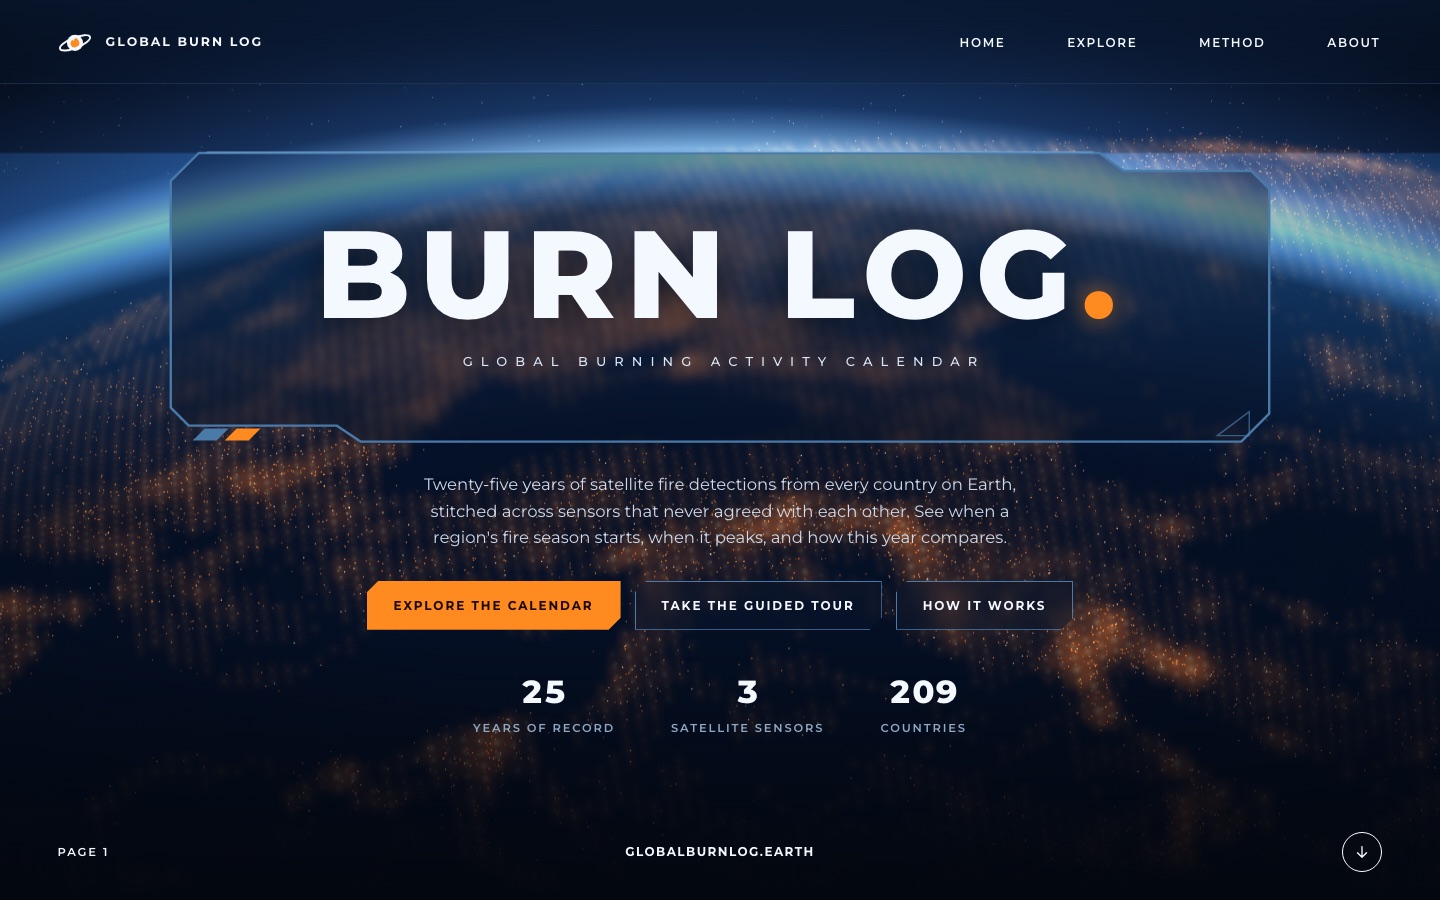 GLOBAL BURN LOG
HOME EXPLORE METHOD ABOUT
BURN LOG.
GLOBAL BURNING ACTIVITY CALENDAR
Twenty-five years of satellite fire detections from every country on Earth,
stitched across sensors that never agreed with each other. See when a
region's fire season starts, when it peaks, and how this year compares.
EXPLORE THE CALENDAR TAKE THE GUIDED TOUR HOW IT WORKS
25 3 209
YEARS OF RECORD SATELLITE SENSORS COUNTRIES
PAGE 1 GLOBALBURNLOG.EARTH